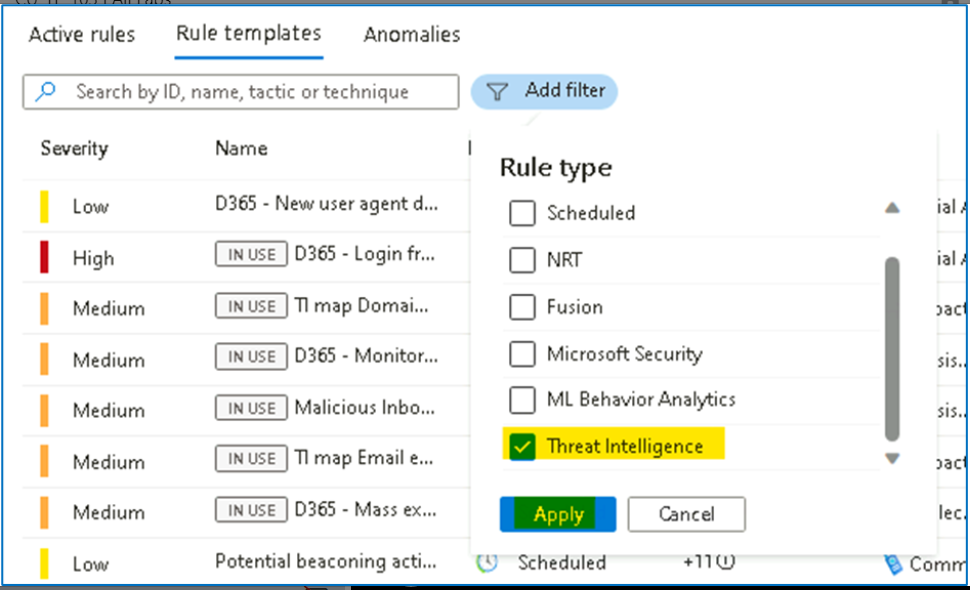 Active rules Rule templates Anomalies
Search by ID, name, tactic or technique Add filter
Severity Name
Rule type
Low D365 - New user agent d...
Scheduled
High IN USE D365 - Login fr...
NRT
Medium IN USE TI map Domai...
Fusion
Medium IN USE D365 - Monitor...
Microsoft Security
Medium IN USE Malicious Inbo...
ML Behavior Analytics
Medium IN USE TI map Email e...
Threat Intelligence
Medium IN USE D365 - Mass ex...
Apply Cancel
Low Potential beaconing acti... Scheduled +11 Comm